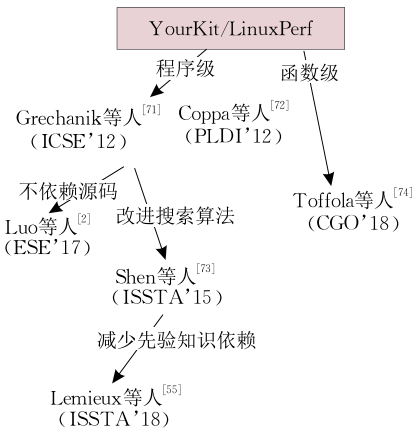 YourKit/LinuxPerf
程序级
函数级
Grechanik等人[71]
(ICSE’12)
Coppa等人[72]
(PLDI’12)
不依赖源码
改进搜索算法
Toffola等人[74]
(CGO’18)
Luo等人[2]
(ESE’17)
Shen等人[73]
(ISSTA’15)
减少先验知识依赖
Lemieux等人[55]
(ISSTA’18)